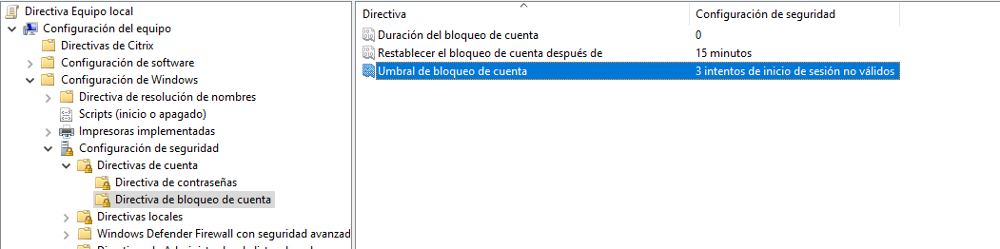 Directiva Equipo local
Configuración del equipo
Directivas de Citrix
Configuración de software
Configuración de Windows
Directiva de resolución de nombres
Scripts (inicio o apagado)
Impresoras implementadas
Configuración de seguridad
Directivas de cuenta
Directiva de contraseñas
Directiva de bloqueo de cuenta
Directivas locales
Windows Defender Firewall con seguridad avanzad
Directiva Configuración de seguridad
Duración del bloqueo de cuenta 0
Restablecer el bloqueo de cuenta después de 15 minutos
Umbral de bloqueo de cuenta 3 intentos de inicio de sesión no válidos